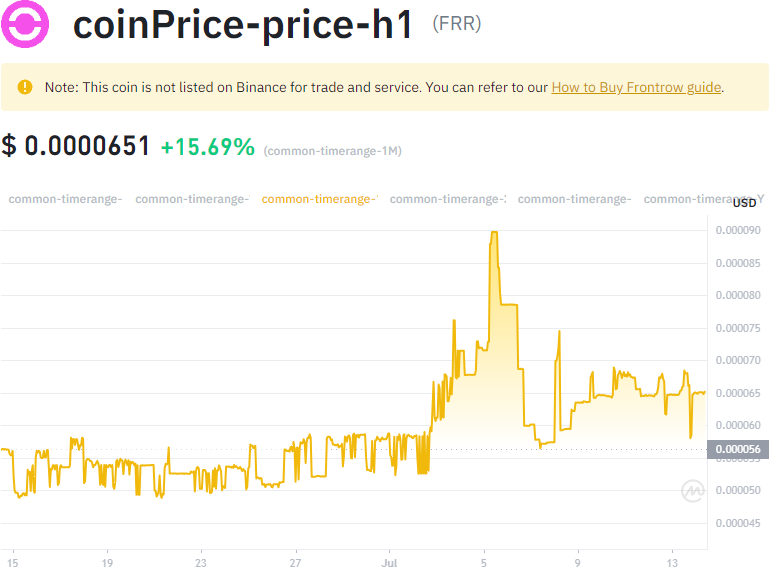 coinPrice-price-h1 (FRR)
Note: This coin is not listed on Binance for trade and service. You can refer to our How to Buy Frontrow guide.
$ 0.0000651 +15.69% (common-timerange-1M)
common-timerange- common-timerange- common-timerange- common-timerange- common-timerange- common-timerange-Y
USD
0.000090
0.000085
0.000080
0.000075
0.000070
0.000065
0.000060
0.000056
0.000050
0.000045
15 19 23 27 Jul 5 9 13